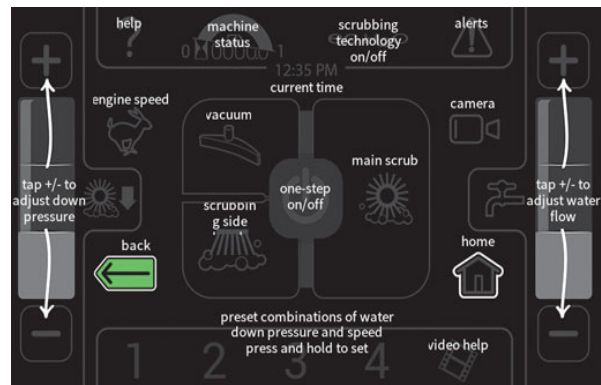 help
machine
status
scrubbing
technology
on/off
alerts
12:35 PM
current time
engine speed
vacuum
camera
main scrub
one-step
on/off
tap +/- to
adjust down
pressure
scrubbin
g side
tap +/- to
adjust water
flow
back
home
preset combinations of water
down pressure and speed
press and hold to set
video help
1 2 3 4